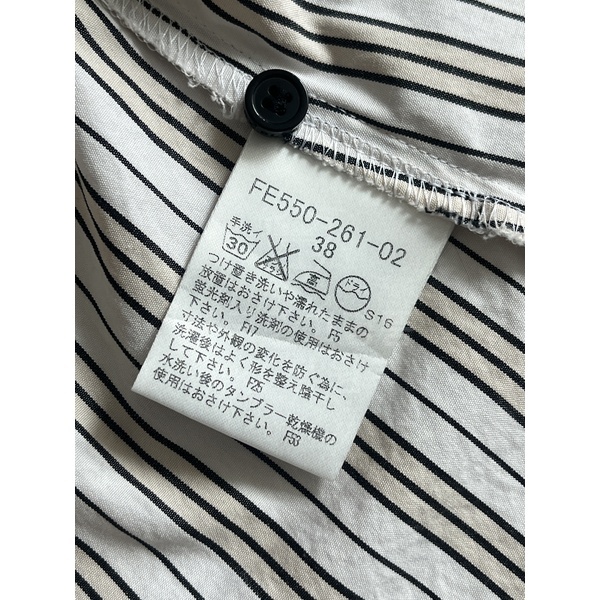 FE550-261-02
38
手洗イ
30 エンソ 高 ドライ S16
つけ置き洗いや濡れたままの
放置はおさけ下さい。F5
蛍光剤入り洗剤の使用はおさけ
下さい。F17
寸法や外観の変化を防ぐ為に、
洗濯後はよく形を整え陰干し
して下さい。F25
水洗い後のタンブラー乾燥機の
使用はおさけ下さい。F53